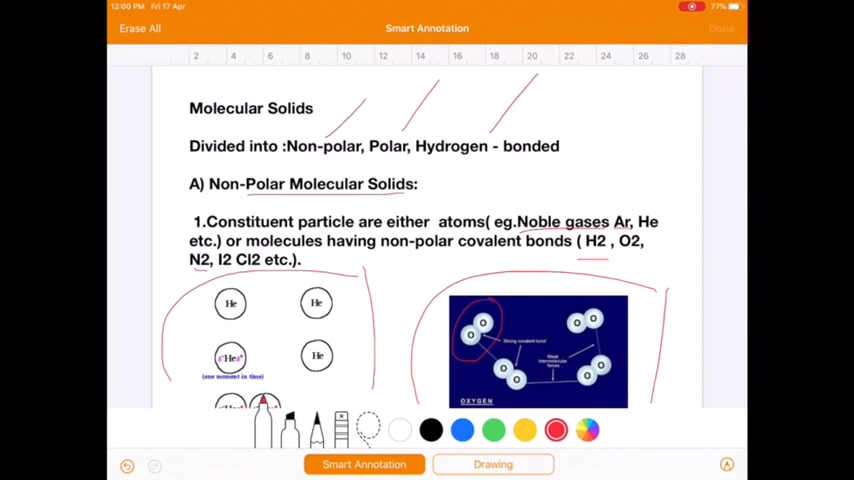 12:00 PM Fri 17 Apr 77%
Erase All Smart Annotation Done
2 4 6 8 10 12 14 16 18 20 22 24 26 28
Molecular Solids
Divided into :Non-polar, Polar, Hydrogen - bonded
A) Non-Polar Molecular Solids:
1.Constituent particle are either atoms( eg.Noble gases Ar, He
etc.) or molecules having non-polar covalent bonds ( H2 , O2,
N2, I2 Cl2 etc.).
He He
δ⁻Heδ⁺ He
(one moment in time)
O O O O
Strong covalent bond
Weak
intermolecular
forces
O O O O
OXYGEN
Smart Annotation Drawing